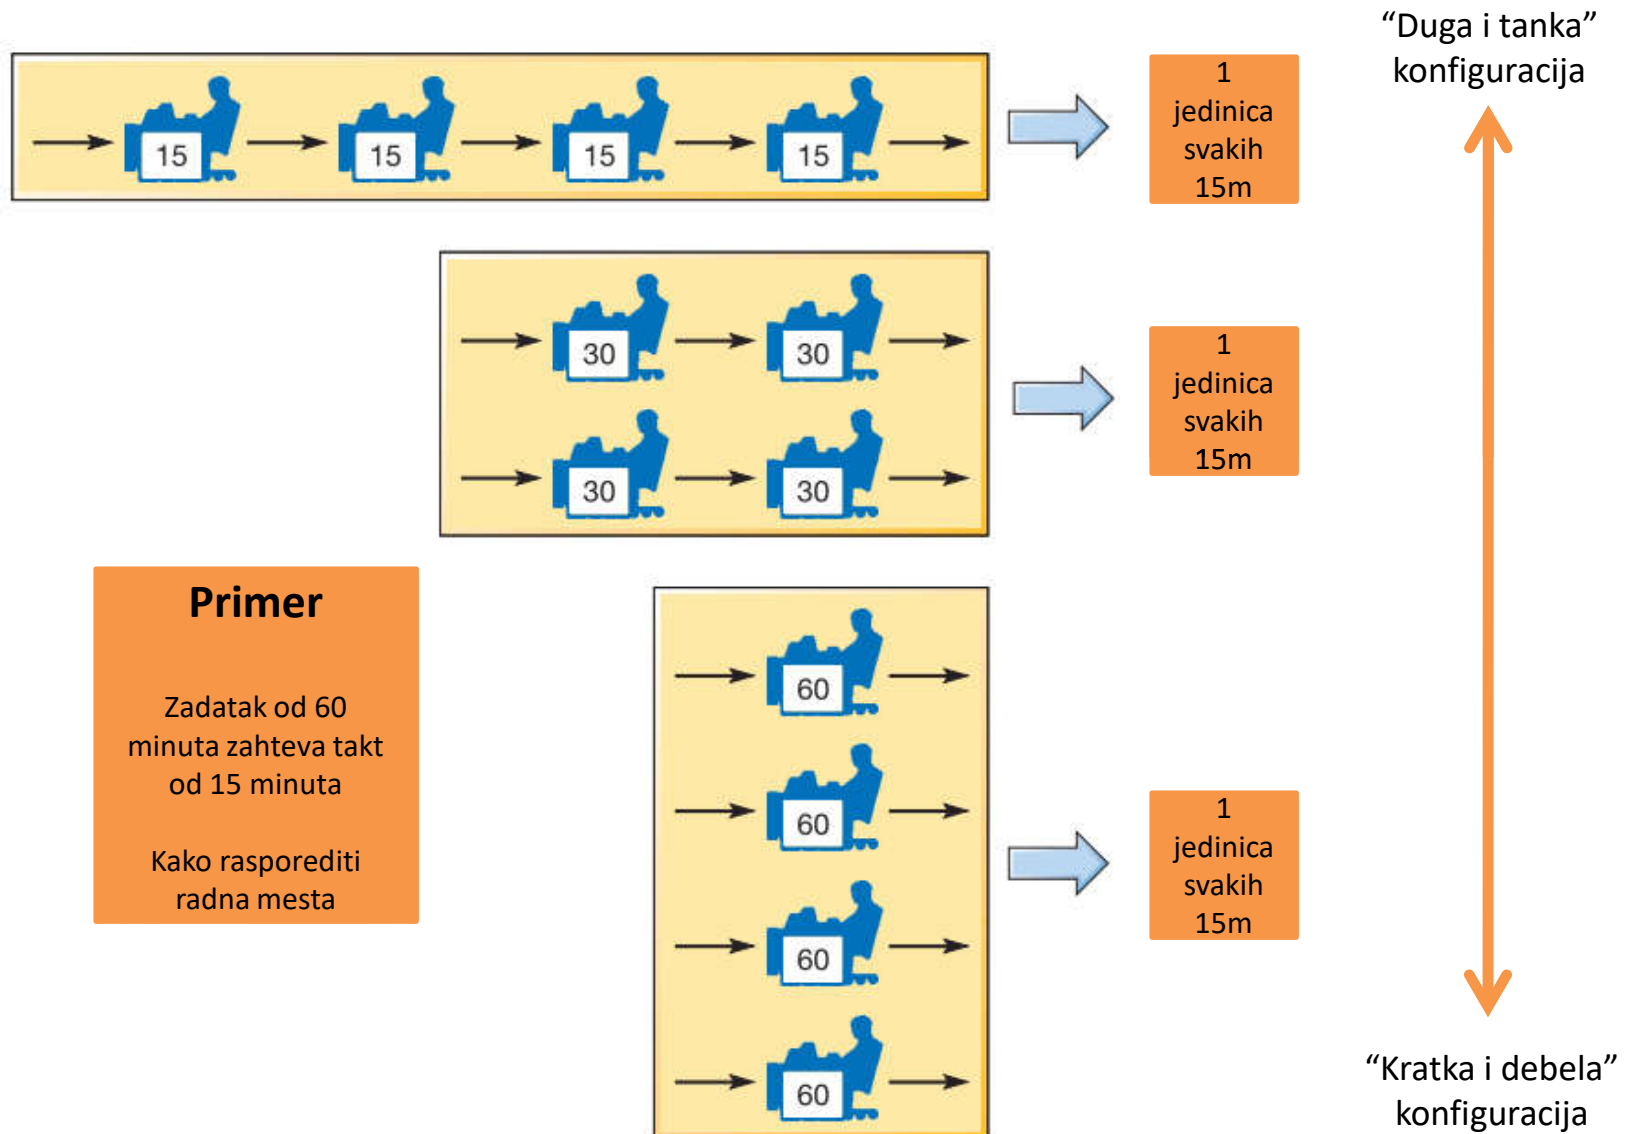 “Duga i tanka”
konfiguracija
15 15 15 15
1
jedinica
svakih
15m
30 30
30 30
1
jedinica
svakih
15m
Primer
Zadatak od 60
minuta zahteva takt
od 15 minuta
Kako rasporediti
radna mesta
60
60
60
60
1
jedinica
svakih
15m
“Kratka i debela”
konfiguracija